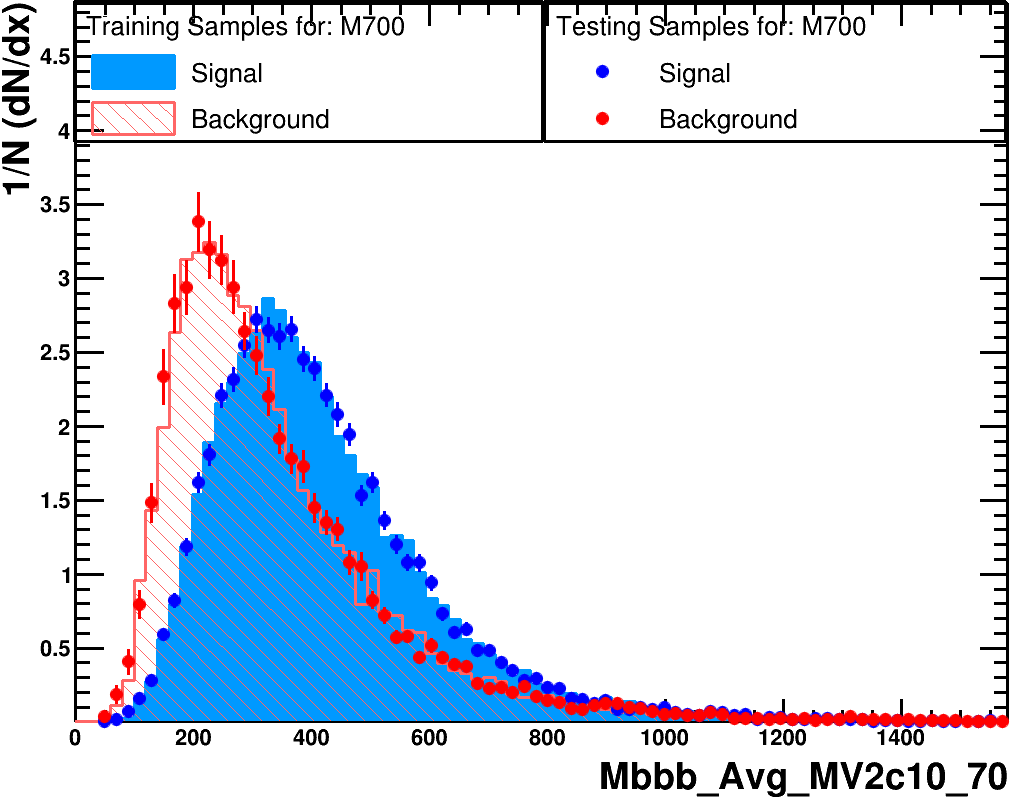 1/N (dN/dx)
Training Samples for: M700
Signal
Background
Testing Samples for: M700
Signal
Background
4.5
4
3.5
3
2.5
2
1.5
1
0.5
0 200 400 600 800 1000 1200 1400
Mbbb_Avg_MV2c10_70